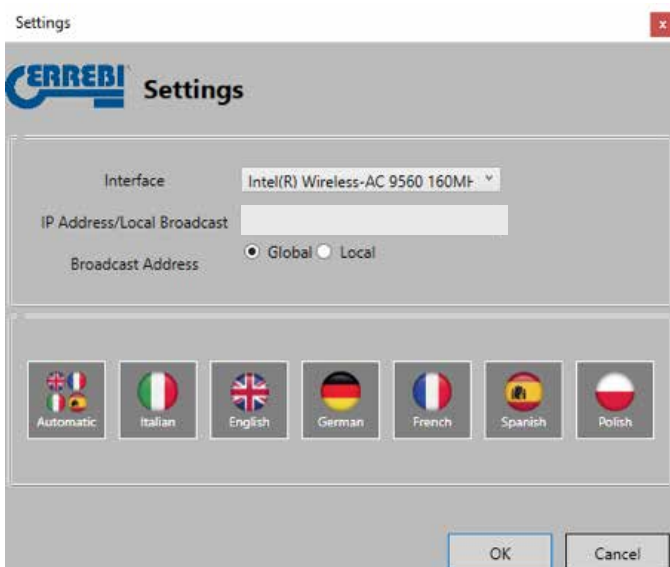 Settings
x
ERREBI
Settings
Interface
Intel(R) Wireless-AC 9560 160MH
IP Address/Local Broadcast
Broadcast Address
Global
Local
Automatic
Italian
English
German
French
Spanish
Polish
OK
Cancel